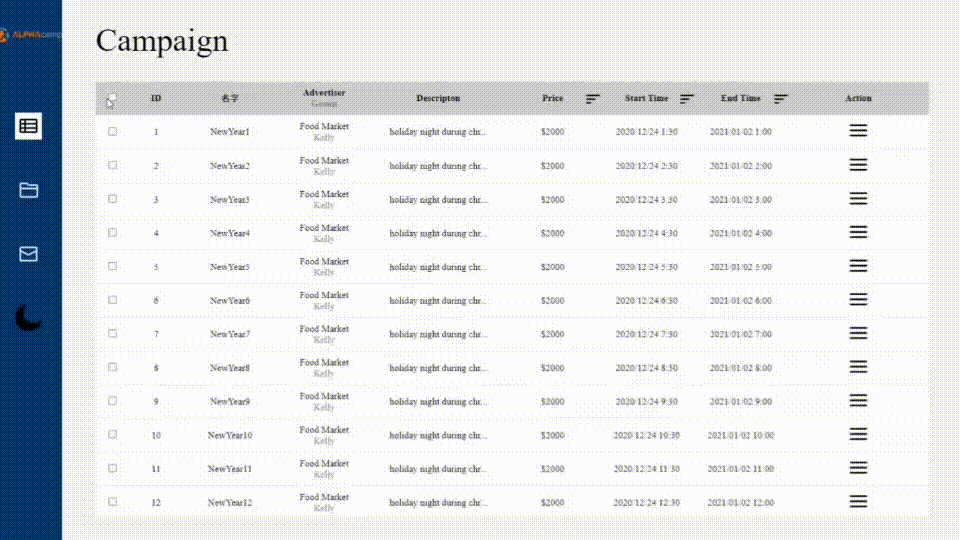 ALPHAcamp
Campaign
ID 名字 Advertiser Descripton Price Start Time End Time Action
Group
1 NewYear1 Food Market holiday night during chr... $2000 2020/12/24 1:30 2021/01/02 1:00
Kelly
2 NewYear2 Food Market holiday night during chr... $2000 2020/12/24 2:30 2021/01/02 2:00
Kelly
3 NewYear3 Food Market holiday night during chr... $2000 2020/12/24 3:30 2021/01/02 3:00
Kelly
4 NewYear4 Food Market holiday night during chr... $2000 2020/12/24 4:30 2021/01/02 4:00
Kelly
5 NewYear5 Food Market holiday night during chr... $2000 2020/12/24 5:30 2021/01/02 5:00
Kelly
6 NewYear6 Food Market holiday night during chr... $2000 2020/12/24 6:30 2021/01/02 6:00
Kelly
7 NewYear7 Food Market holiday night during chr... $2000 2020/12/24 7:30 2021/01/02 7:00
Kelly
8 NewYear8 Food Market holiday night during chr... $2000 2020/12/24 8:30 2021/01/02 8:00
Kelly
9 NewYear9 Food Market holiday night during chr... $2000 2020/12/24 9:30 2021/01/02 9:00
Kelly
10 NewYear10 Food Market holiday night during chr... $2000 2020/12/24 10:30 2021/01/02 10:00
Kelly
11 NewYear11 Food Market holiday night during chr... $2000 2020/12/24 11:30 2021/01/02 11:00
Kelly
12 NewYear12 Food Market holiday night during chr... $2000 2020/12/24 12:30 2021/01/02 12:00
Kelly